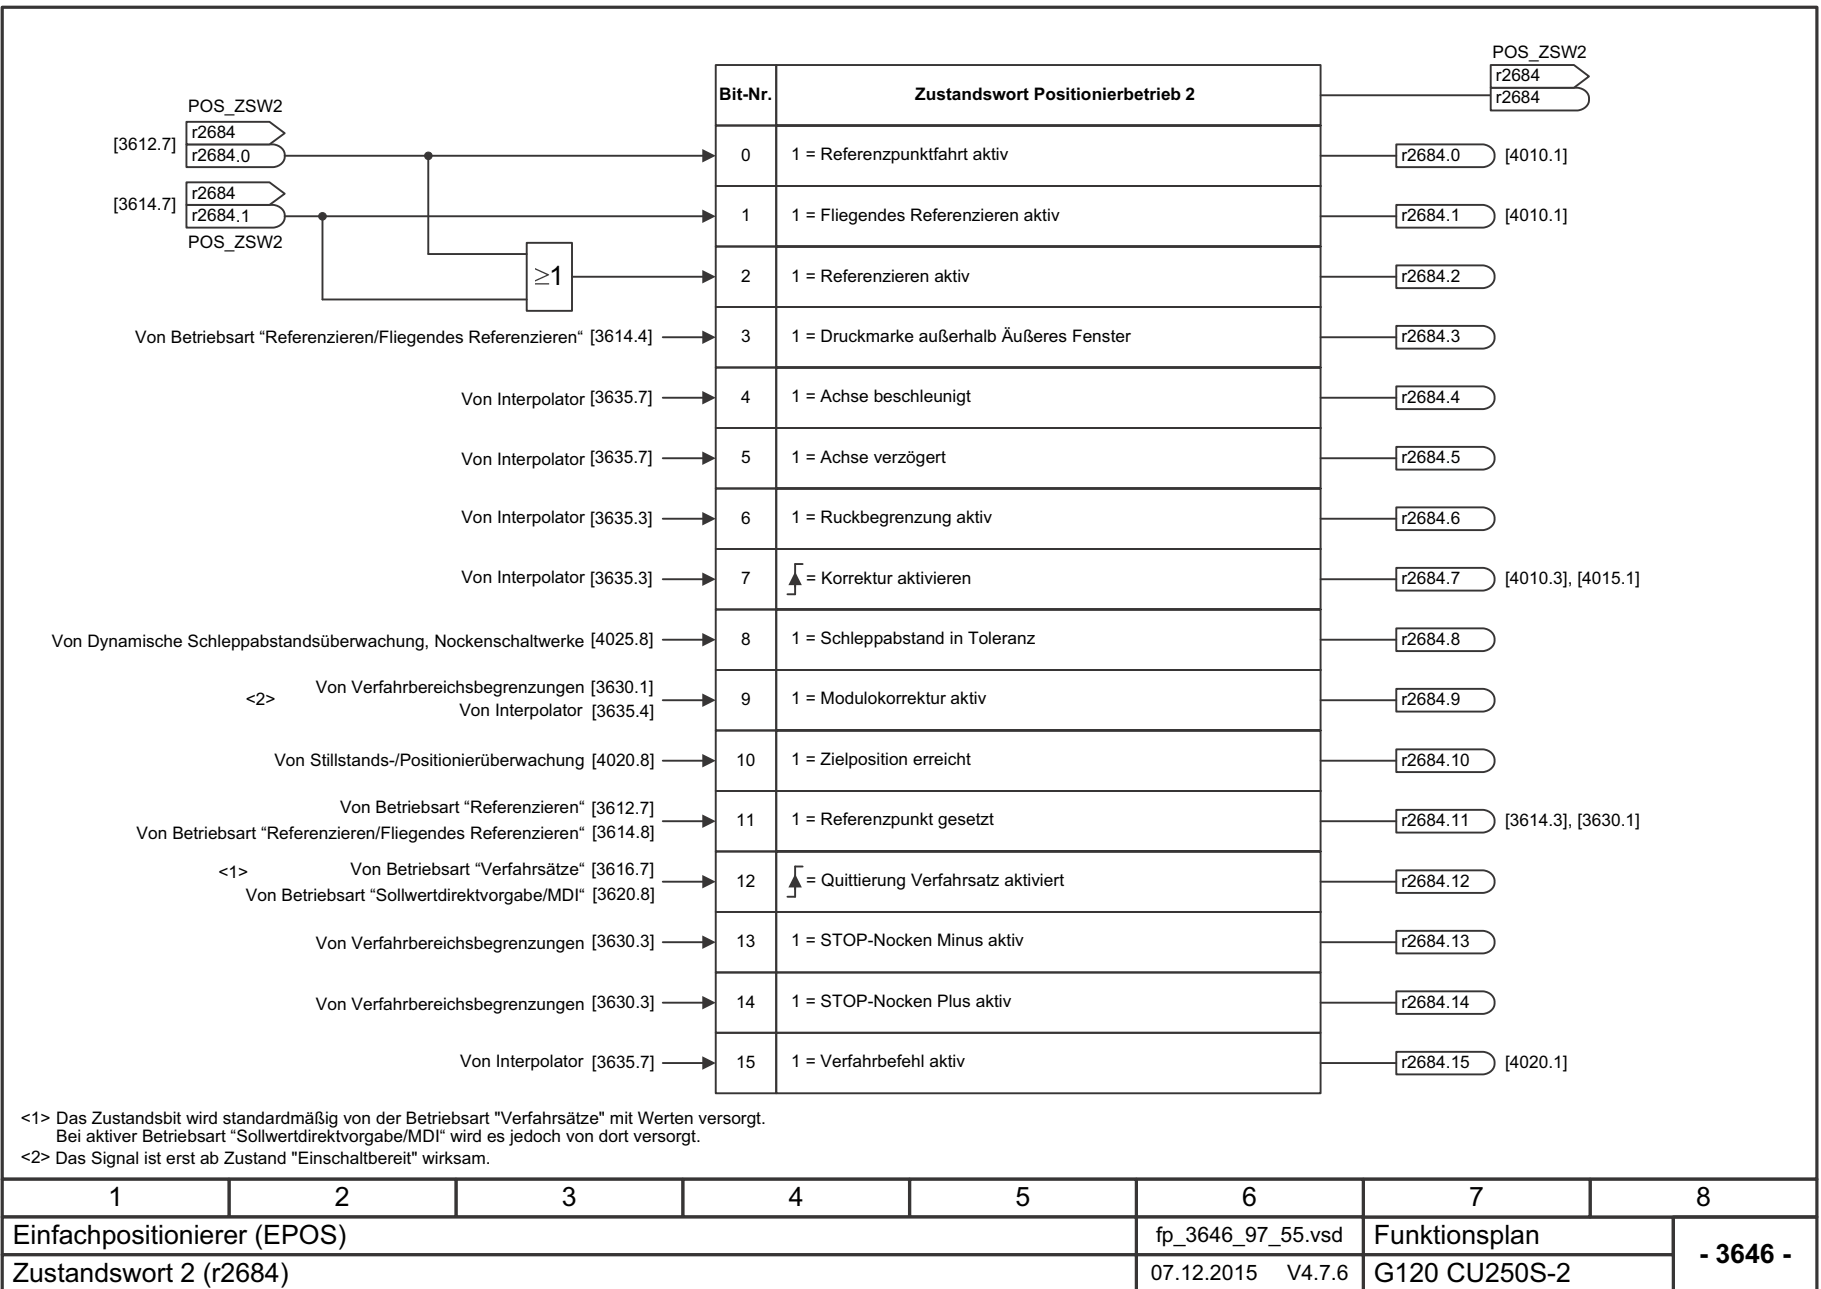 POS_ZSW2
r2684
r2684
Bit-Nr. Zustandswort Positionierbetrieb 2
POS_ZSW2
[3612.7] r2684
r2684.0
0 1 = Referenzpunktfahrt aktiv r2684.0 [4010.1]
[3614.7] r2684
r2684.1
POS_ZSW2
1 1 = Fliegendes Referenzieren aktiv r2684.1 [4010.1]
≥1
2 1 = Referenzieren aktiv r2684.2
Von Betriebsart “Referenzieren/Fliegendes Referenzieren“ [3614.4] 3 1 = Druckmarke außerhalb Äußeres Fenster r2684.3
Von Interpolator [3635.7] 4 1 = Achse beschleunigt r2684.4
Von Interpolator [3635.7] 5 1 = Achse verzögert r2684.5
Von Interpolator [3635.3] 6 1 = Ruckbegrenzung aktiv r2684.6
Von Interpolator [3635.3] 7 = Korrektur aktivieren r2684.7 [4010.3], [4015.1]
Von Dynamische Schleppabstandsüberwachung, Nockenschaltwerke [4025.8] 8 1 = Schleppabstand in Toleranz r2684.8
<2> Von Verfahrbereichsbegrenzungen [3630.1]
Von Interpolator [3635.4]
9 1 = Modulokorrektur aktiv r2684.9
Von Stillstands-/Positionierüberwachung [4020.8] 10 1 = Zielposition erreicht r2684.10
Von Betriebsart “Referenzieren“ [3612.7]
Von Betriebsart “Referenzieren/Fliegendes Referenzieren“ [3614.8]
11 1 = Referenzpunkt gesetzt r2684.11 [3614.3], [3630.1]
<1> Von Betriebsart “Verfahrsätze“ [3616.7]
Von Betriebsart “Sollwertdirektvorgabe/MDI“ [3620.8]
12 = Quittierung Verfahrsatz aktiviert r2684.12
Von Verfahrbereichsbegrenzungen [3630.3] 13 1 = STOP-Nocken Minus aktiv r2684.13
Von Verfahrbereichsbegrenzungen [3630.3] 14 1 = STOP-Nocken Plus aktiv r2684.14
Von Interpolator [3635.7] 15 1 = Verfahrbefehl aktiv r2684.15 [4020.1]
<1> Das Zustandsbit wird standardmäßig von der Betriebsart "Verfahrsätze" mit Werten versorgt.
Bei aktiver Betriebsart “Sollwertdirektvorgabe/MDI“ wird es jedoch von dort versorgt.
<2> Das Signal ist erst ab Zustand "Einschaltbereit" wirksam.
1 2 3 4 5 6 7 8
Einfachpositionierer (EPOS) fp_3646_97_55.vsd Funktionsplan
- 3646 -
Zustandswort 2 (r2684) 07.12.2015 V4.7.6 G120 CU250S-2